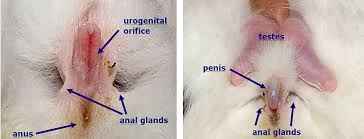 urogenital
orifice
anal glands
anus
testes
penis
anal glands